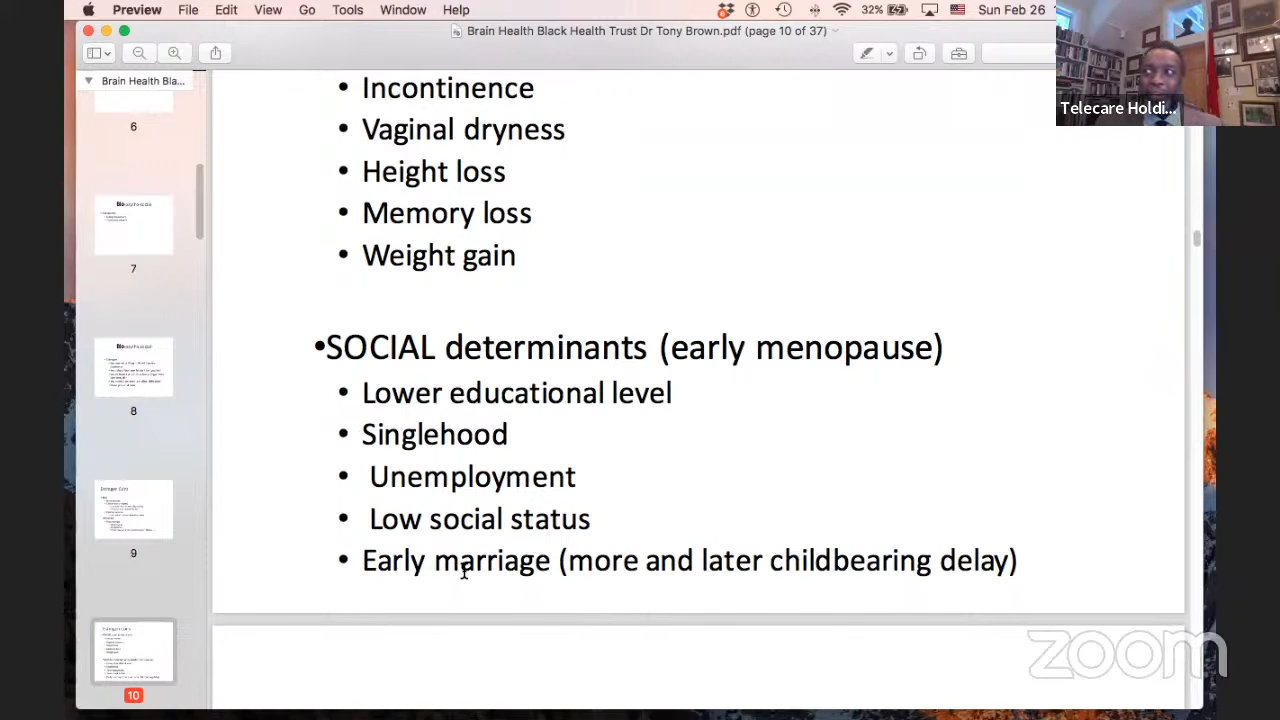 Preview File Edit View Go Tools Window Help 32% Sun Feb 26
Brain Health Black Health Trust Dr Tony Brown.pdf (page 10 of 37)
Brain Health Bla...
Telecare Holdi...
6
7
8
9
10
• Incontinence
• Vaginal dryness
• Height loss
• Memory loss
• Weight gain
•SOCIAL determinants (early menopause)
• Lower educational level
• Singlehood
• Unemployment
• Low social status
• Early marriage (more and later childbearing delay)
zoom